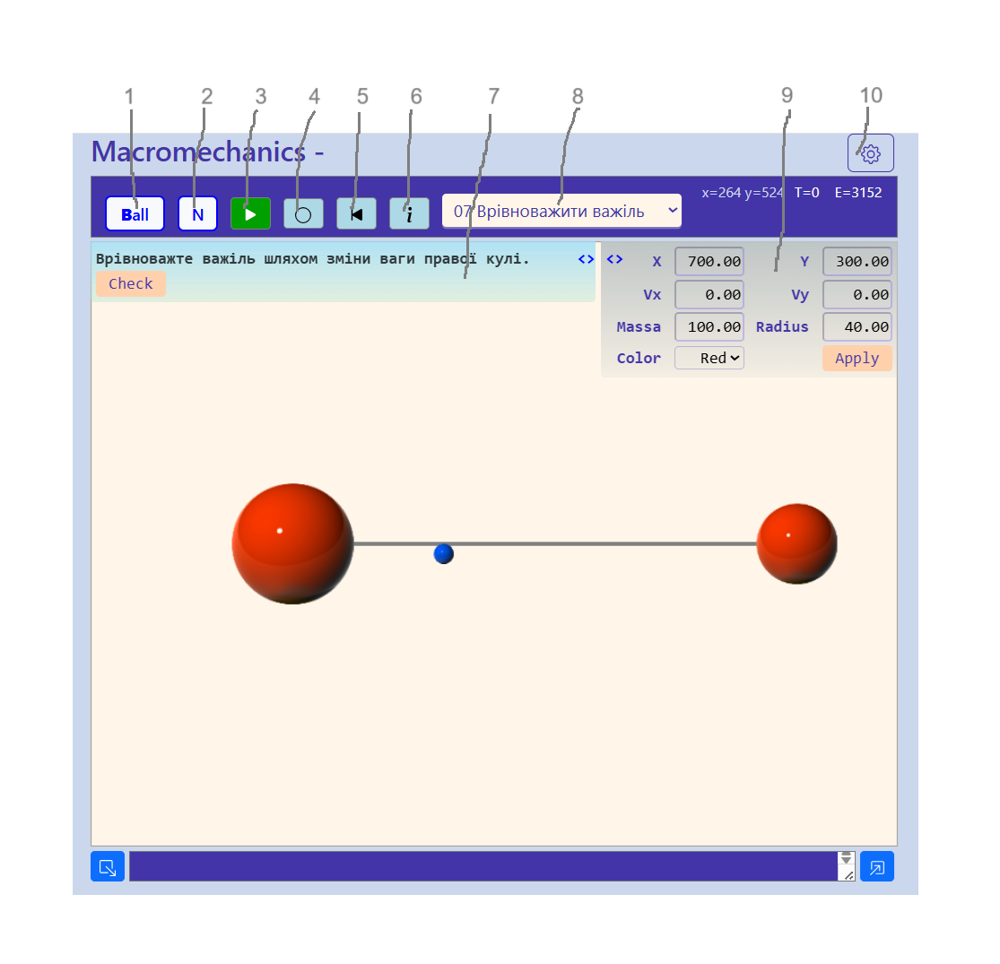 1 2 3 4 5 6 7 8 9 10
Macromechanics -
x=264 y=524 T=0 E=3152
Ball N i 07 Врівноважити важіль
Врівноважте важіль шляхом зміни ваги правої кулі. <> <> X 700.00 Y 300.00
Check
Vx 0.00 Vy 0.00
Massa 100.00 Radius 40.00
Color Red Apply